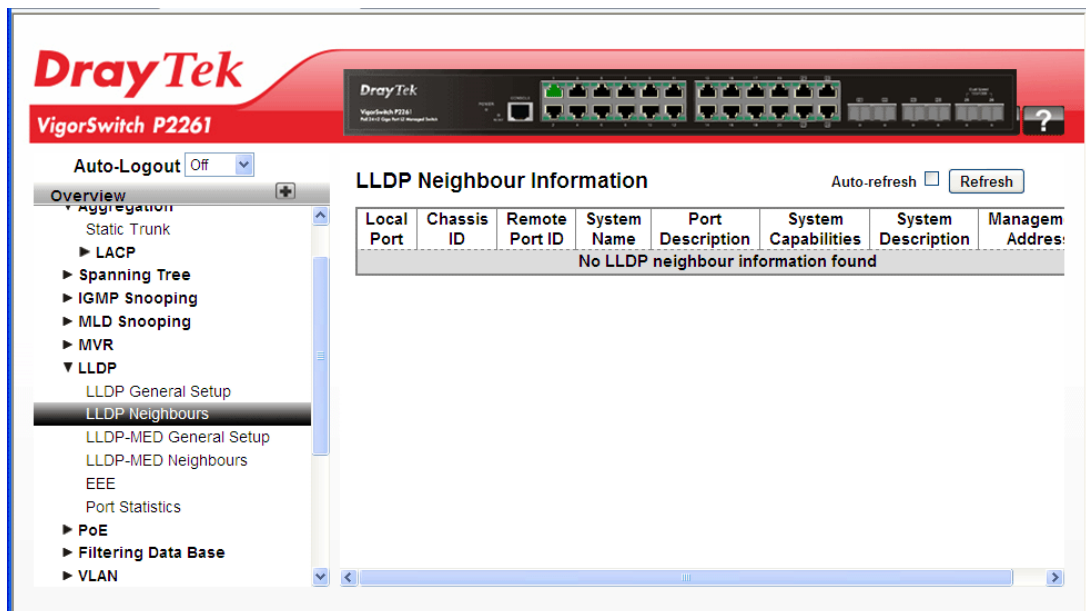 DrayTek
VigorSwitch P2261
DrayTek
VigorSwitch P2261
?
Auto-Logout Off
Overview
Aggregation
Static Trunk
LACP
Spanning Tree
IGMP Snooping
MLD Snooping
MVR
LLDP
LLDP General Setup
LLDP Neighbours
LLDP-MED General Setup
LLDP-MED Neighbours
EEE
Port Statistics
PoE
Filtering Data Base
VLAN
LLDP Neighbour Information
Auto-refresh Refresh
Local Port Chassis ID Remote Port ID System Name Port Description System Capabilities System Description Managem Address
No LLDP neighbour information found